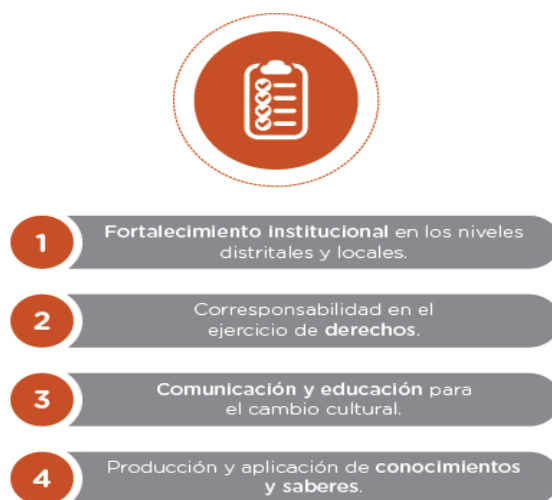 1
Fortalecimiento institucional en los niveles
distritales y locales.
2
Corresponsabilidad en el
ejercicio de derechos.
3
Comunicación y educación para
el cambio cultural.
4
Producción y aplicación de conocimientos
y saberes.